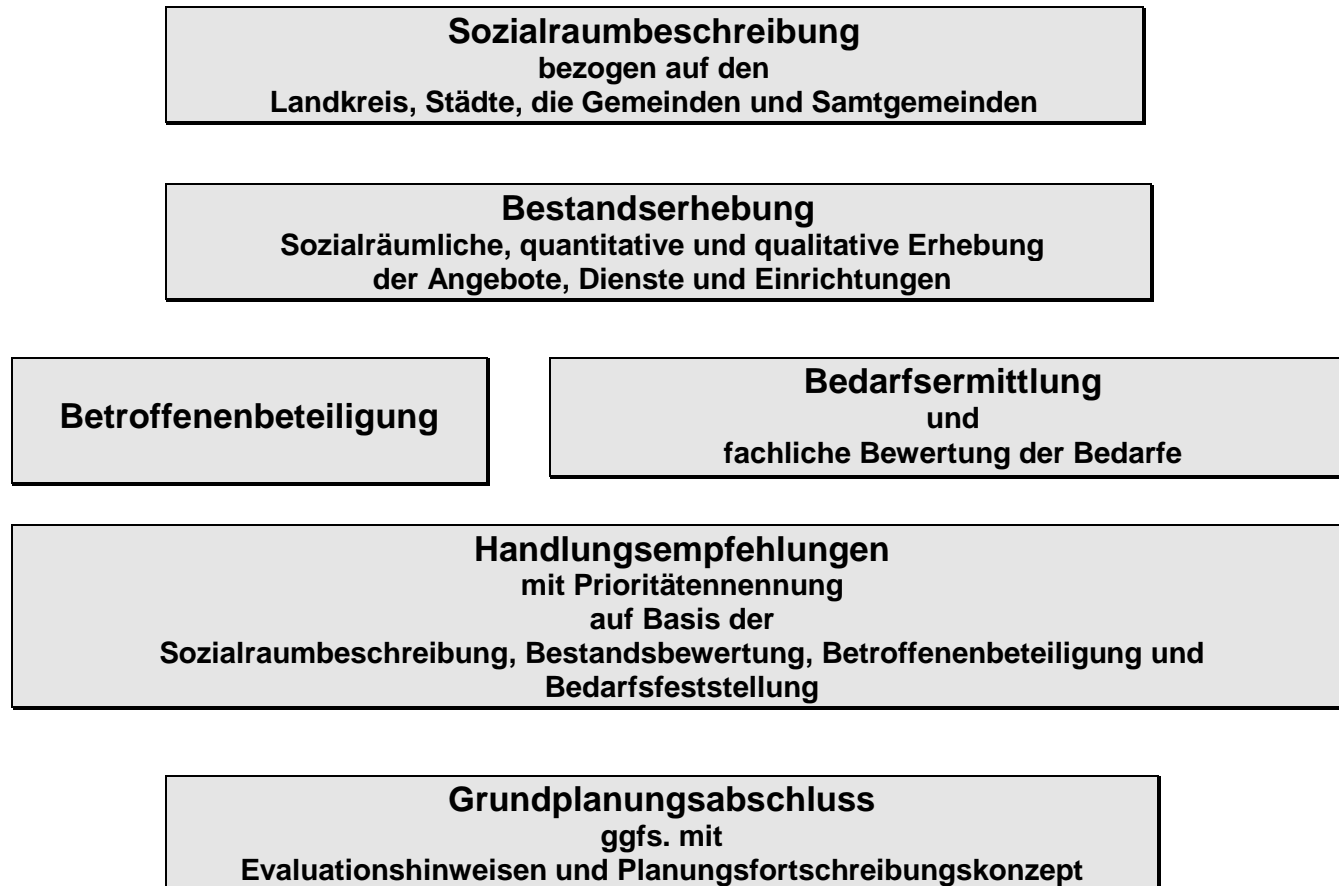 Sozialraumbeschreibung
bezogen auf den
Landkreis, Städte, die Gemeinden und Samtgemeinden
Bestandserhebung
Sozialräumliche, quantitative und qualitative Erhebung
der Angebote, Dienste und Einrichtungen
Betroffenenbeteiligung
Bedarfsermittlung
und
fachliche Bewertung der Bedarfe
Handlungsempfehlungen
mit Prioritätennennung
auf Basis der
Sozialraumbeschreibung, Bestandsbewertung, Betroffenenbeteiligung und
Bedarfsfeststellung
Grundplanungsabschluss
ggfs. mit
Evaluationshinweisen und Planungsfortschreibungskonzept